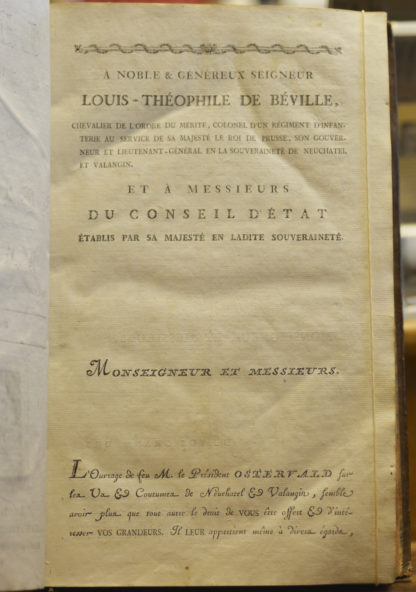 A NOBLE & GÉNÉREUX SEIGNEUR
LOUIS-THÉOPHILE DE BÉVILLE,
CHEVALIER DE L'ORDRE DU MÉRITE, COLONEL D'UN RÉGIMENT D'INFAN-
TERIE AU SERVICE DE SA MAJESTÉ LE ROI DE PRUSSE, SON GOUVER-
NEUR ET LIEUTENANT-GÉNÉRAL EN LA SOUVERAINETÉ DE NEUCHATEL
ET VALANGIN.
ET À MESSIEURS
DU CONSEIL D'ÉTAT
ÉTABLIS PAR SA MAJESTÉ EN LADITE SOUVERAINETÉ.
MONSEIGNEUR ET MESSIEURS.
L'Ouvrage de feu M. le Président OSTERVALD sur
les Us & Coutumes de Neuchatel & Valangin, semble
avoir plus que tout autre le droit de VOUS être offert & d'inté-
resser VOS GRANDEURS. Il LEUR appartient même à divers égards,